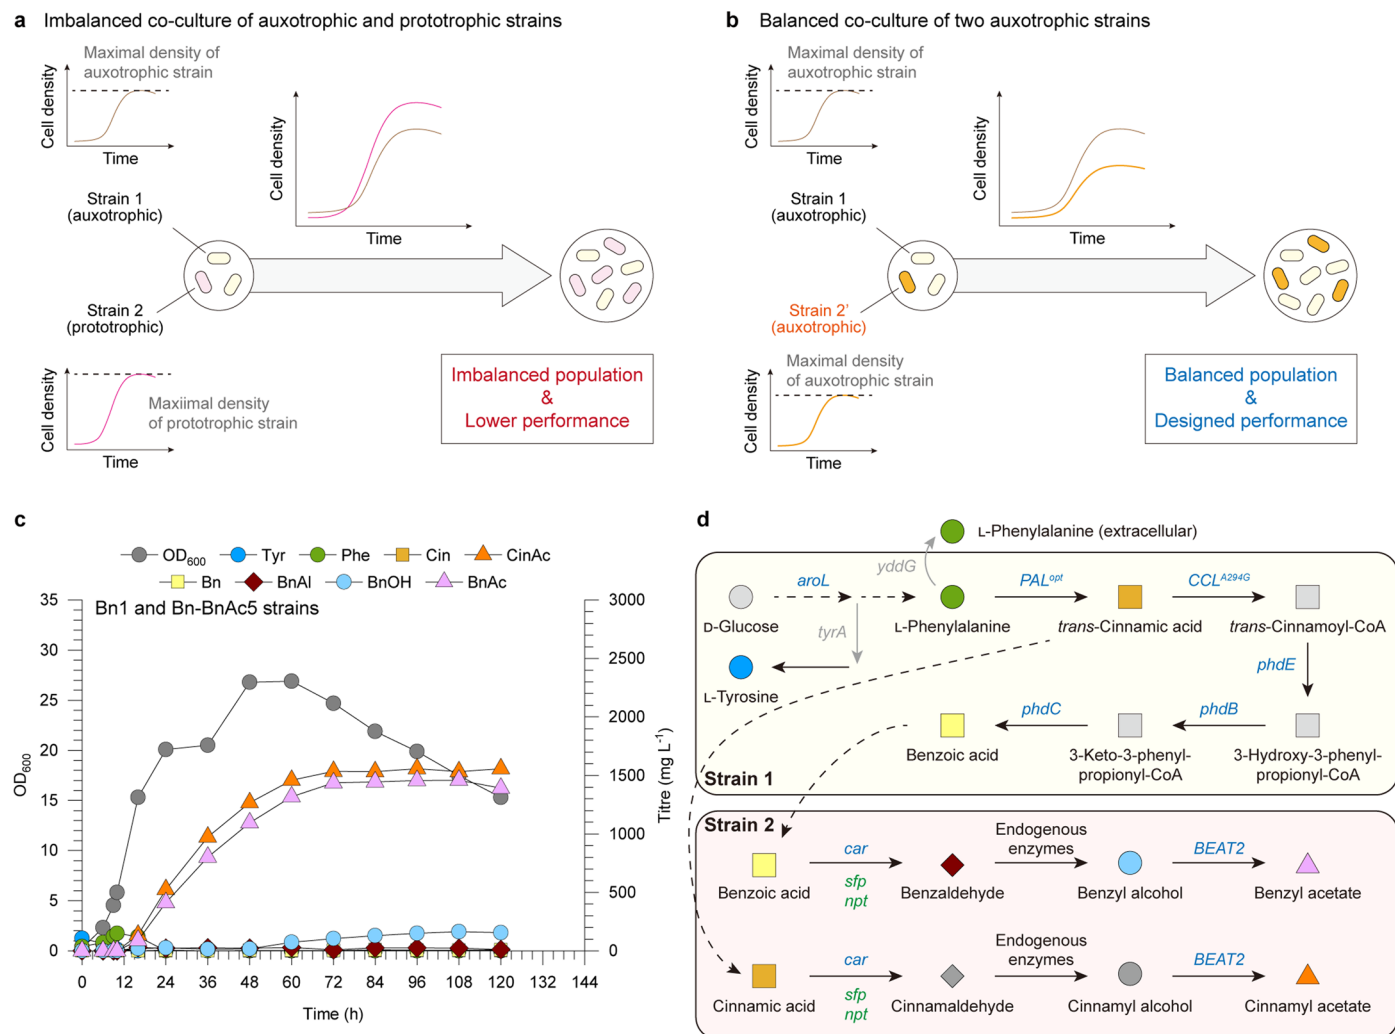 a Imbalanced co-culture of auxotrophic and prototrophic strains
Maximal density of
auxotrophic strain
Cell density
Time
Cell density
Time
Strain 1
(auxotrophic)
Strain 2
(prototrophic)
Cell density
Maxiimal density
of prototrophic strain
Time
Imbalanced population
&
Lower performance
b Balanced co-culture of two auxotrophic strains
Maximal density of
auxotrophic strain
Cell density
Time
Cell density
Time
Strain 1
(auxotrophic)
Strain 2'
(auxotrophic)
Maximal density
of auxotrophic strain
Cell density
Time
Balanced population
&
Designed performance
c
OD600 Tyr Phe Cin CinAc
Bn BnAl BnOH BnAc
Bn1 and Bn-BnAc5 strains
35
30
25
20
15
10
5
0
OD600
3000
2500
2000
1500
1000
500
0
Titre (mg L-1)
0 12 24 36 48 60 72 84 96 108 120 132 144
Time (h)
d
L-Phenylalanine (extracellular)
yddG
aroL PALopt CCLA294G
D-Glucose L-Phenylalanine trans-Cinnamic acid trans-Cinnamoyl-CoA
tyrA
L-Tyrosine
phdE
phdC phdB
Benzoic acid 3-Keto-3-phenyl- 3-Hydroxy-3-phenyl-
propionyl-CoA propionyl-CoA
Strain 1
Strain 2
car Endogenous BEAT2
enzymes
sfp
npt
Benzoic acid Benzaldehyde Benzyl alcohol Benzyl acetate
car Endogenous BEAT2
enzymes
sfp
npt
Cinnamic acid Cinnamaldehyde Cinnamyl alcohol Cinnamyl acetate